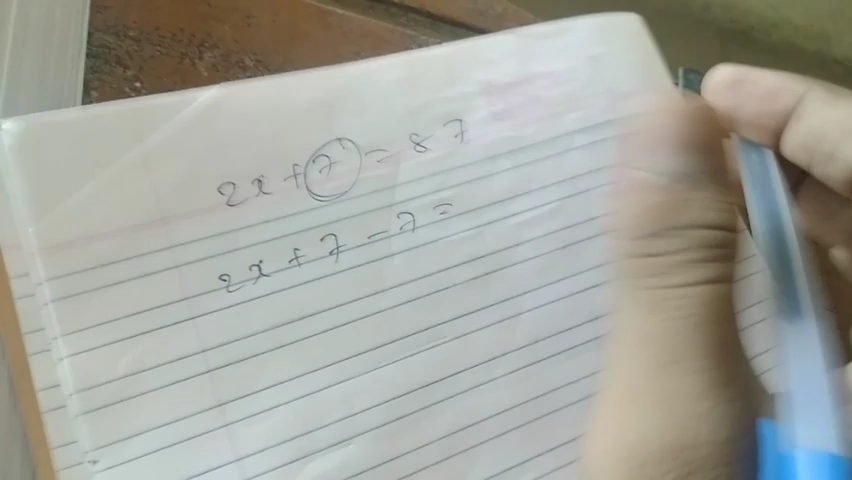 2x + 7 = 87
2x + 7 - 7 =